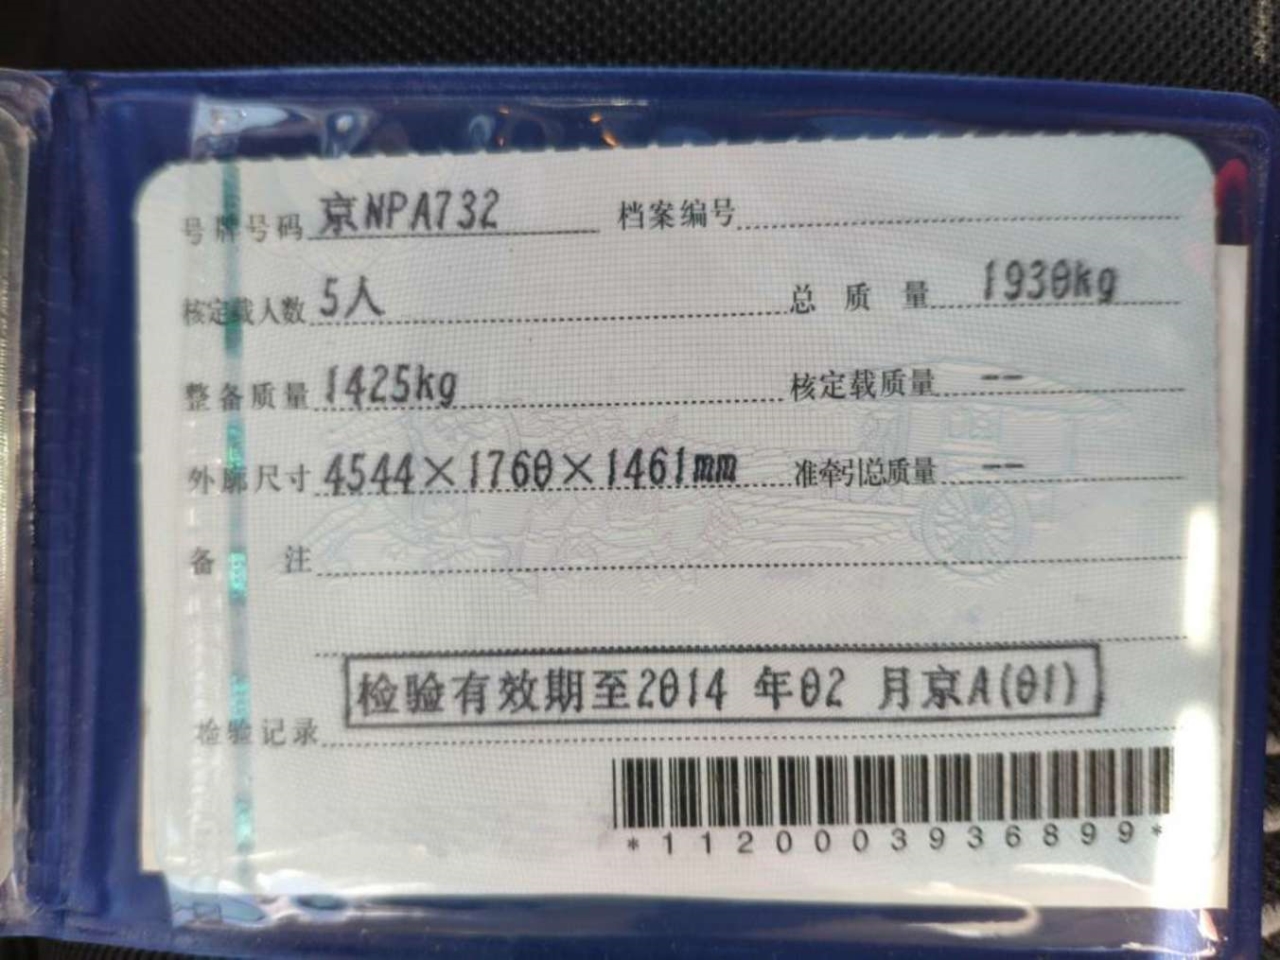 号牌号码 京NPA732 档案编号
核定载人数 5人 总质量 1930kg
整备质量 1425kg 核定载质量 --
外廓尺寸 4544×1760×1461mm 准牵引总质量 --
备注
检验有效期至2014 年02 月京A(01)
检验记录
*1120003936899*